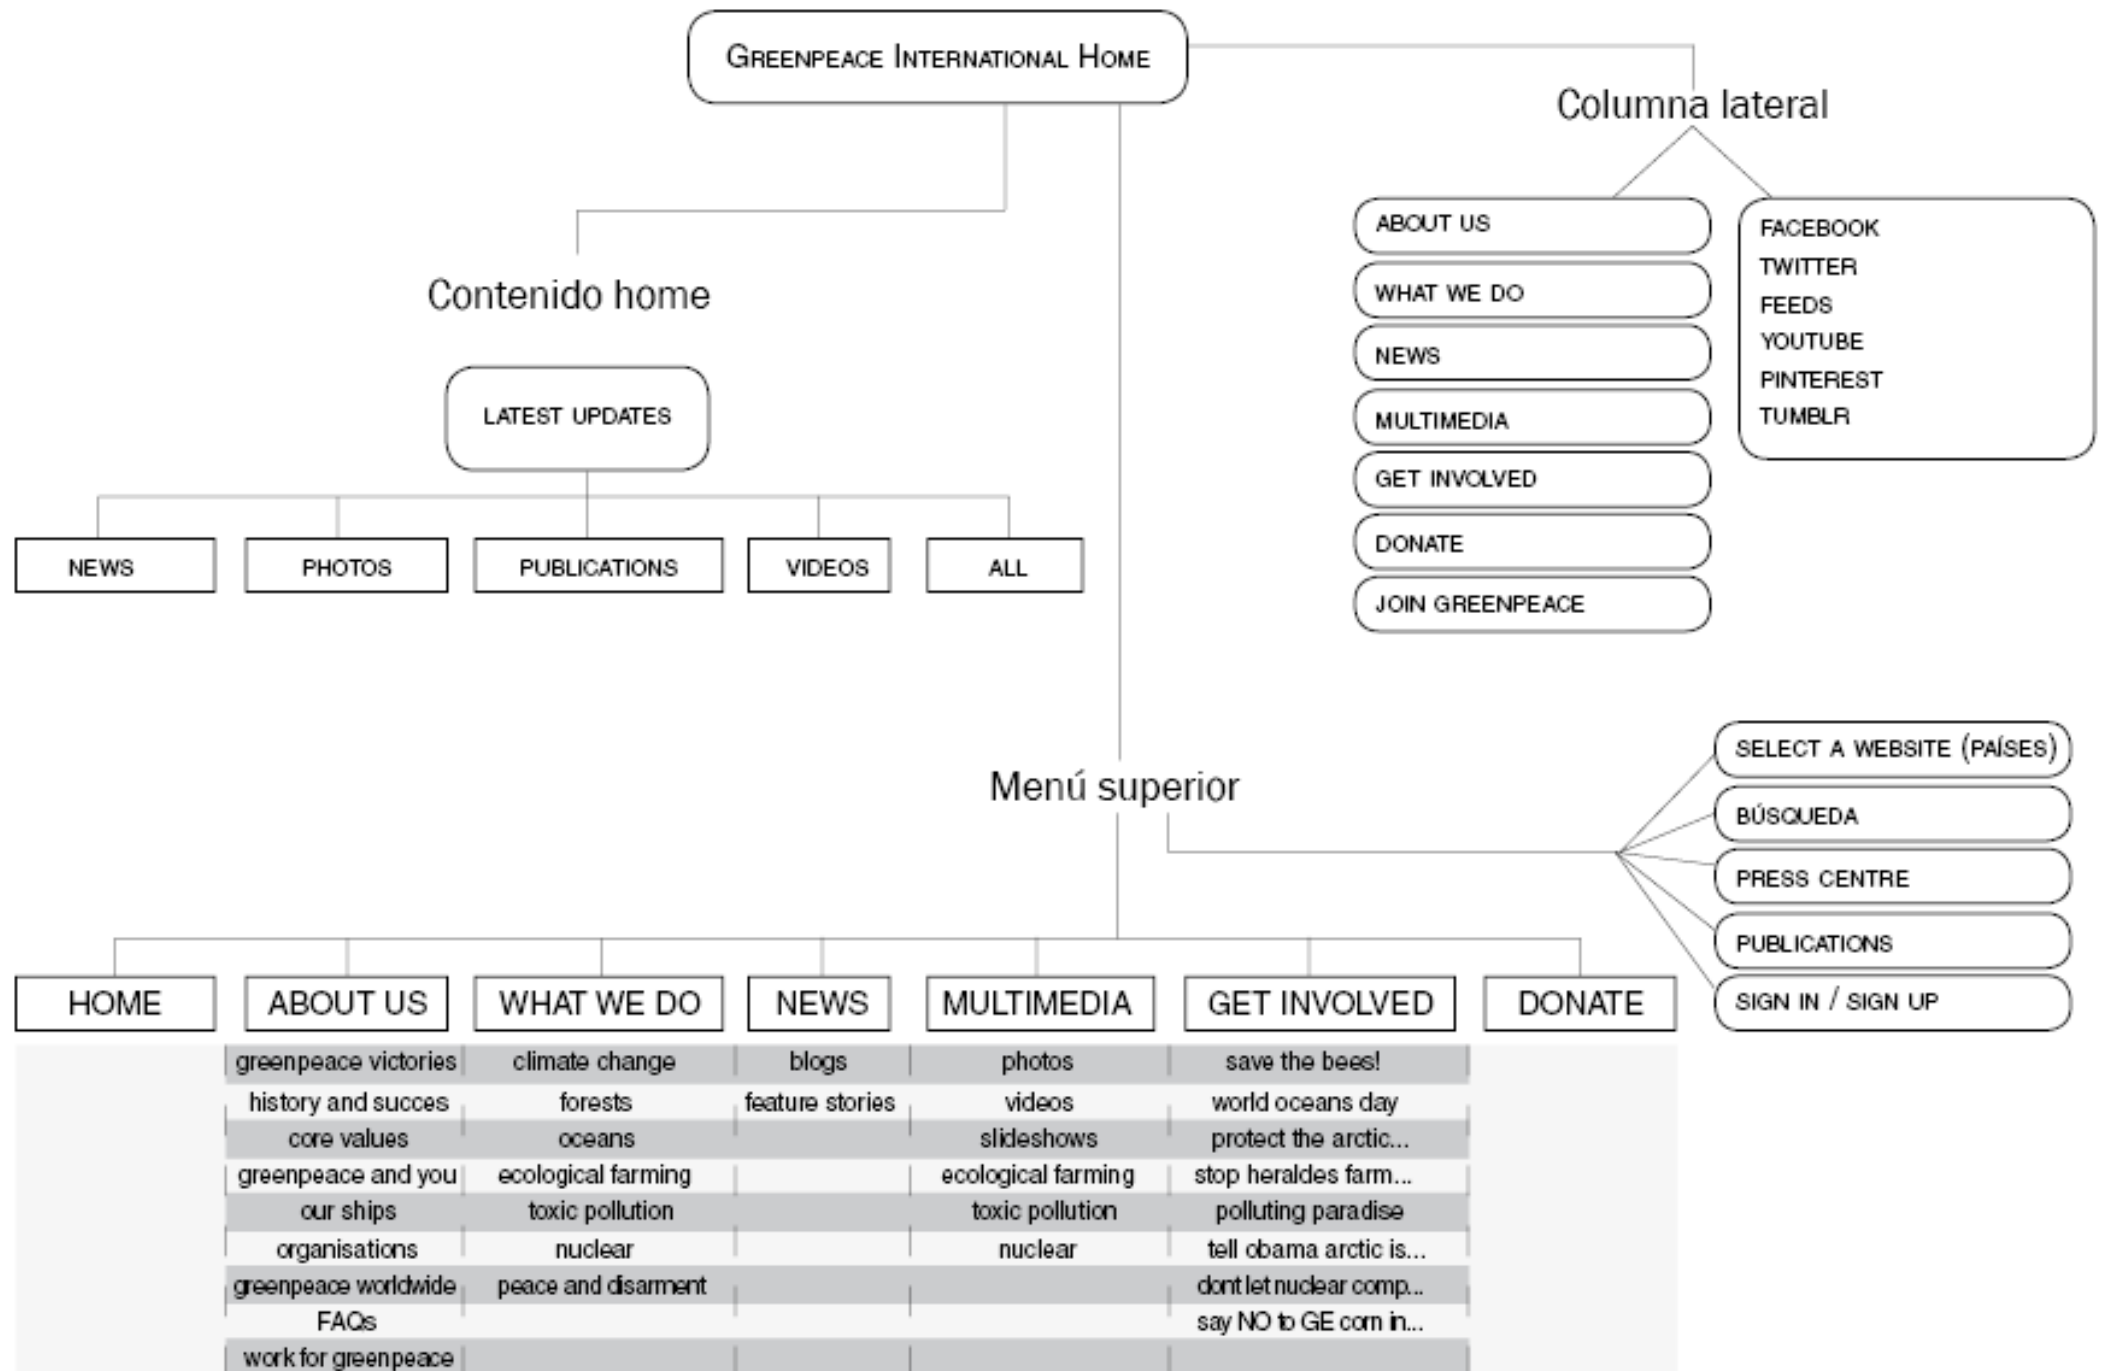 GREENPEACE INTERNATIONAL HOME
Columna lateral
ABOUT US
WHAT WE DO
NEWS
MULTIMEDIA
GET INVOLVED
DONATE
JOIN GREENPEACE
FACEBOOK
TWITTER
FEEDS
YOUTUBE
PINTEREST
TUMBLR
Contenido home
LATEST UPDATES
NEWS PHOTOS PUBLICATIONS VIDEOS ALL
Menú superior
SELECT A WEBSITE (PAÍSES)
BÚSQUEDA
PRESS CENTRE
PUBLICATIONS
SIGN IN / SIGN UP
HOME ABOUT US WHAT WE DO NEWS MULTIMEDIA GET INVOLVED DONATE
greenpeace victories climate change blogs photos save the bees!
history and succes forests feature stories videos world oceans day
core values oceans slideshows protect the arctic...
greenpeace and you ecological farming ecological farming stop heraldes farm...
our ships toxic pollution toxic pollution polluting paradise
organisations nuclear nuclear tell obama arctic is...
greenpeace worldwide peace and disarment dont let nuclear comp...
FAQs say NO to GE corn in...
work for greenpeace